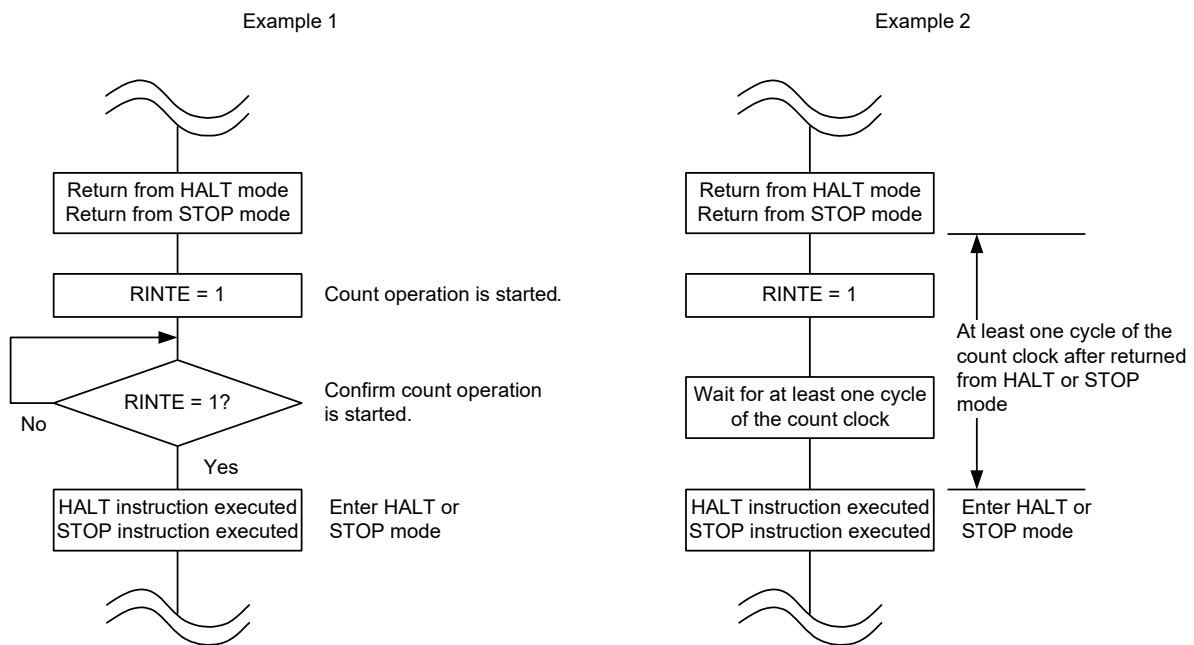 Example 1
Return from HALT mode
Return from STOP mode
RINTE = 1
Count operation is started.
RINTE = 1?
Confirm count operation
is started.
No
Yes
HALT instruction executed
STOP instruction executed
Enter HALT or
STOP mode
Example 2
Return from HALT mode
Return from STOP mode
RINTE = 1
At least one cycle of the
count clock after returned
from HALT or STOP
mode
Wait for at least one cycle
of the count clock
HALT instruction executed
STOP instruction executed
Enter HALT or
STOP mode